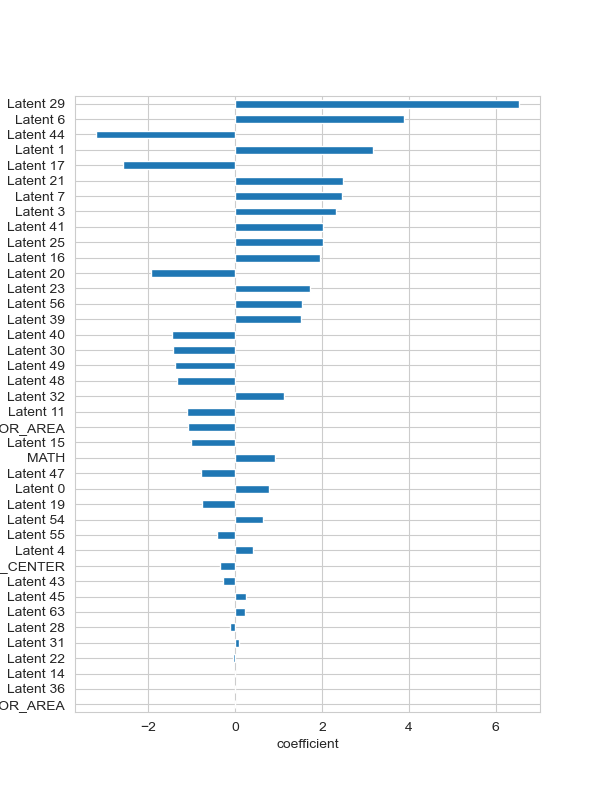 Latent 29
Latent 6
Latent 44
Latent 1
Latent 17
Latent 21
Latent 7
Latent 3
Latent 41
Latent 25
Latent 16
Latent 20
Latent 23
Latent 56
Latent 39
Latent 40
Latent 30
Latent 49
Latent 48
Latent 32
Latent 11
OR_AREA
Latent 15
MATH
Latent 47
Latent 0
Latent 19
Latent 54
Latent 55
Latent 4
_CENTER
Latent 43
Latent 45
Latent 63
Latent 28
Latent 31
Latent 22
Latent 14
Latent 36
OR_AREA
−2 0 2 4 6
coefficient